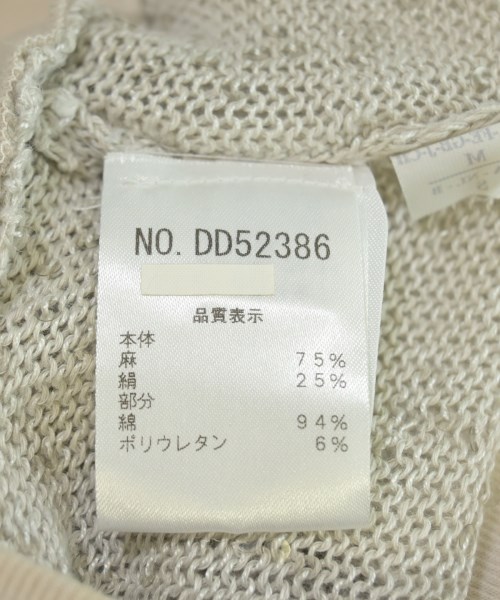 NO. DD52386
品質表示
本体
麻 75%
絹 25%
部分
綿 94%
ポリウレタン 6%
M